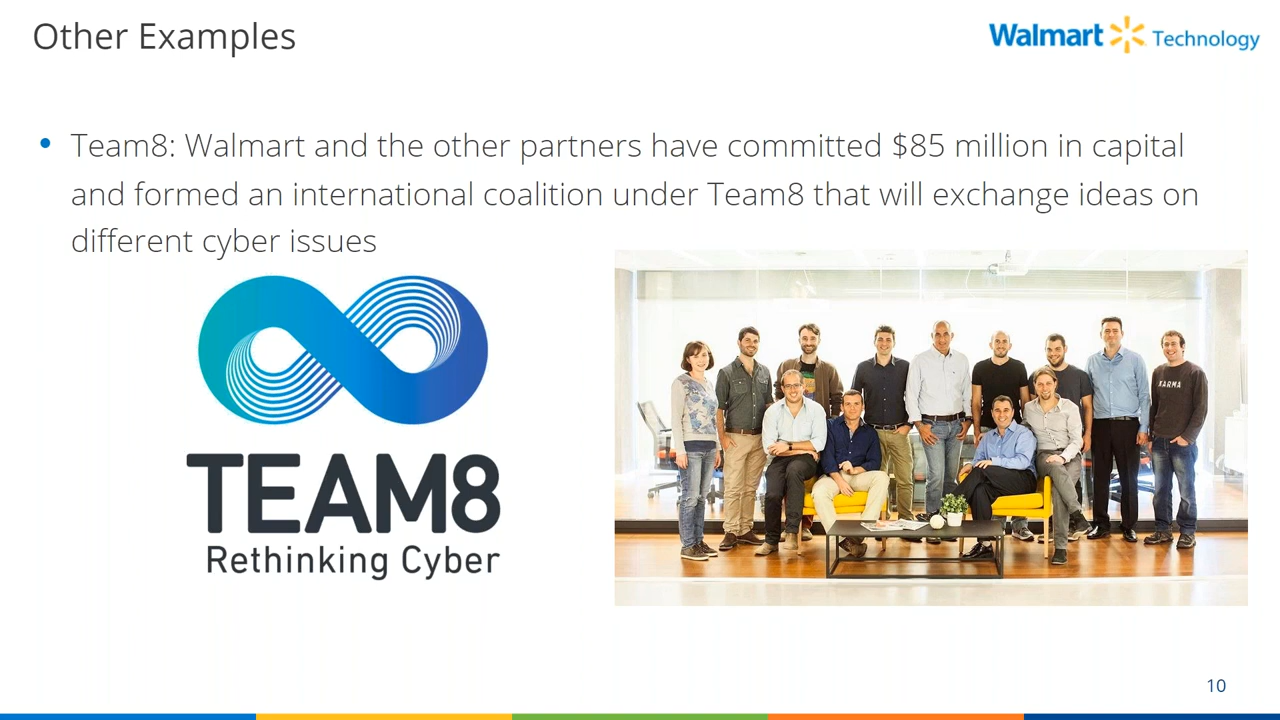 Other Examples
Walmart Technology
• Team8: Walmart and the other partners have committed $85 million in capital
and formed an international coalition under Team8 that will exchange ideas on
different cyber issues
TEAM8
Rethinking Cyber
KARMA
10